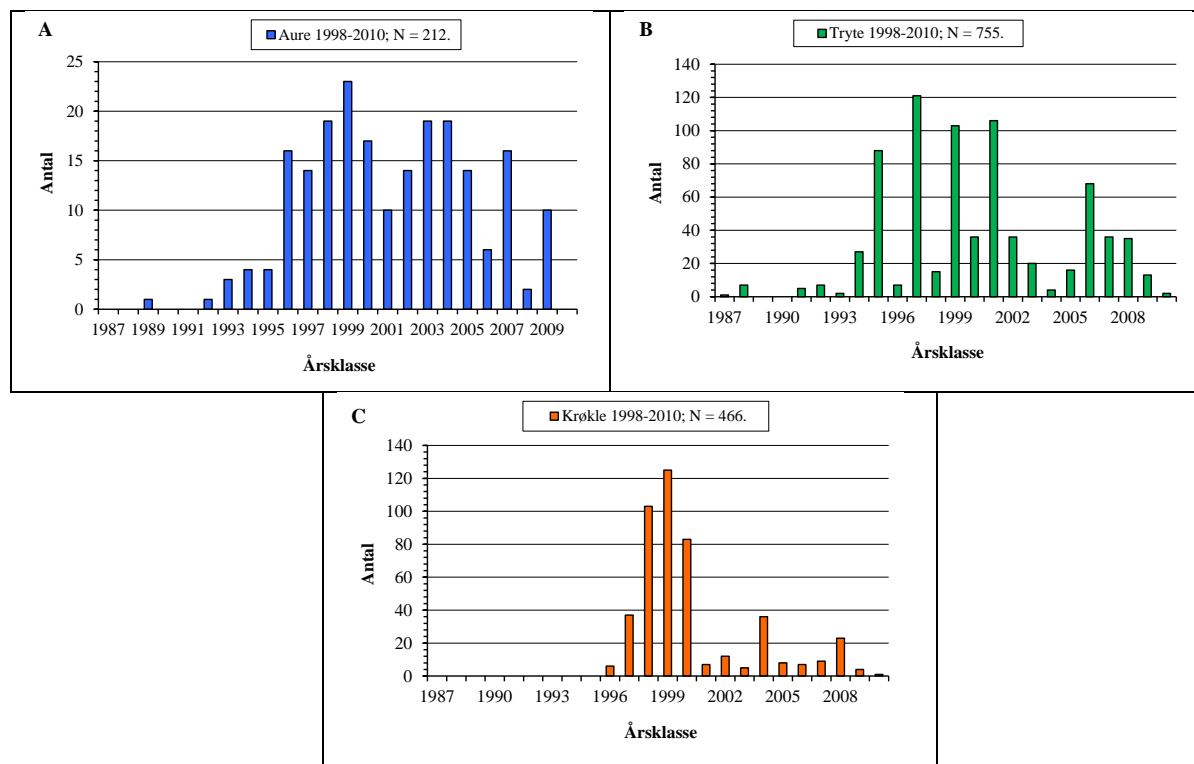 A
Aure 1998-2010; N = 212.
25
20
15
10
5
0
Antal
1987 1989 1991 1993 1995 1997 1999 2001 2003 2005 2007 2009
Årsklasse
B
Tryte 1998-2010; N = 755.
140
120
100
80
60
40
20
0
Antal
1987 1990 1993 1996 1999 2002 2005 2008
Årsklasse
C
Krøkle 1998-2010; N = 466.
140
120
100
80
60
40
20
0
Antal
1987 1990 1993 1996 1999 2002 2005 2008
Årsklasse